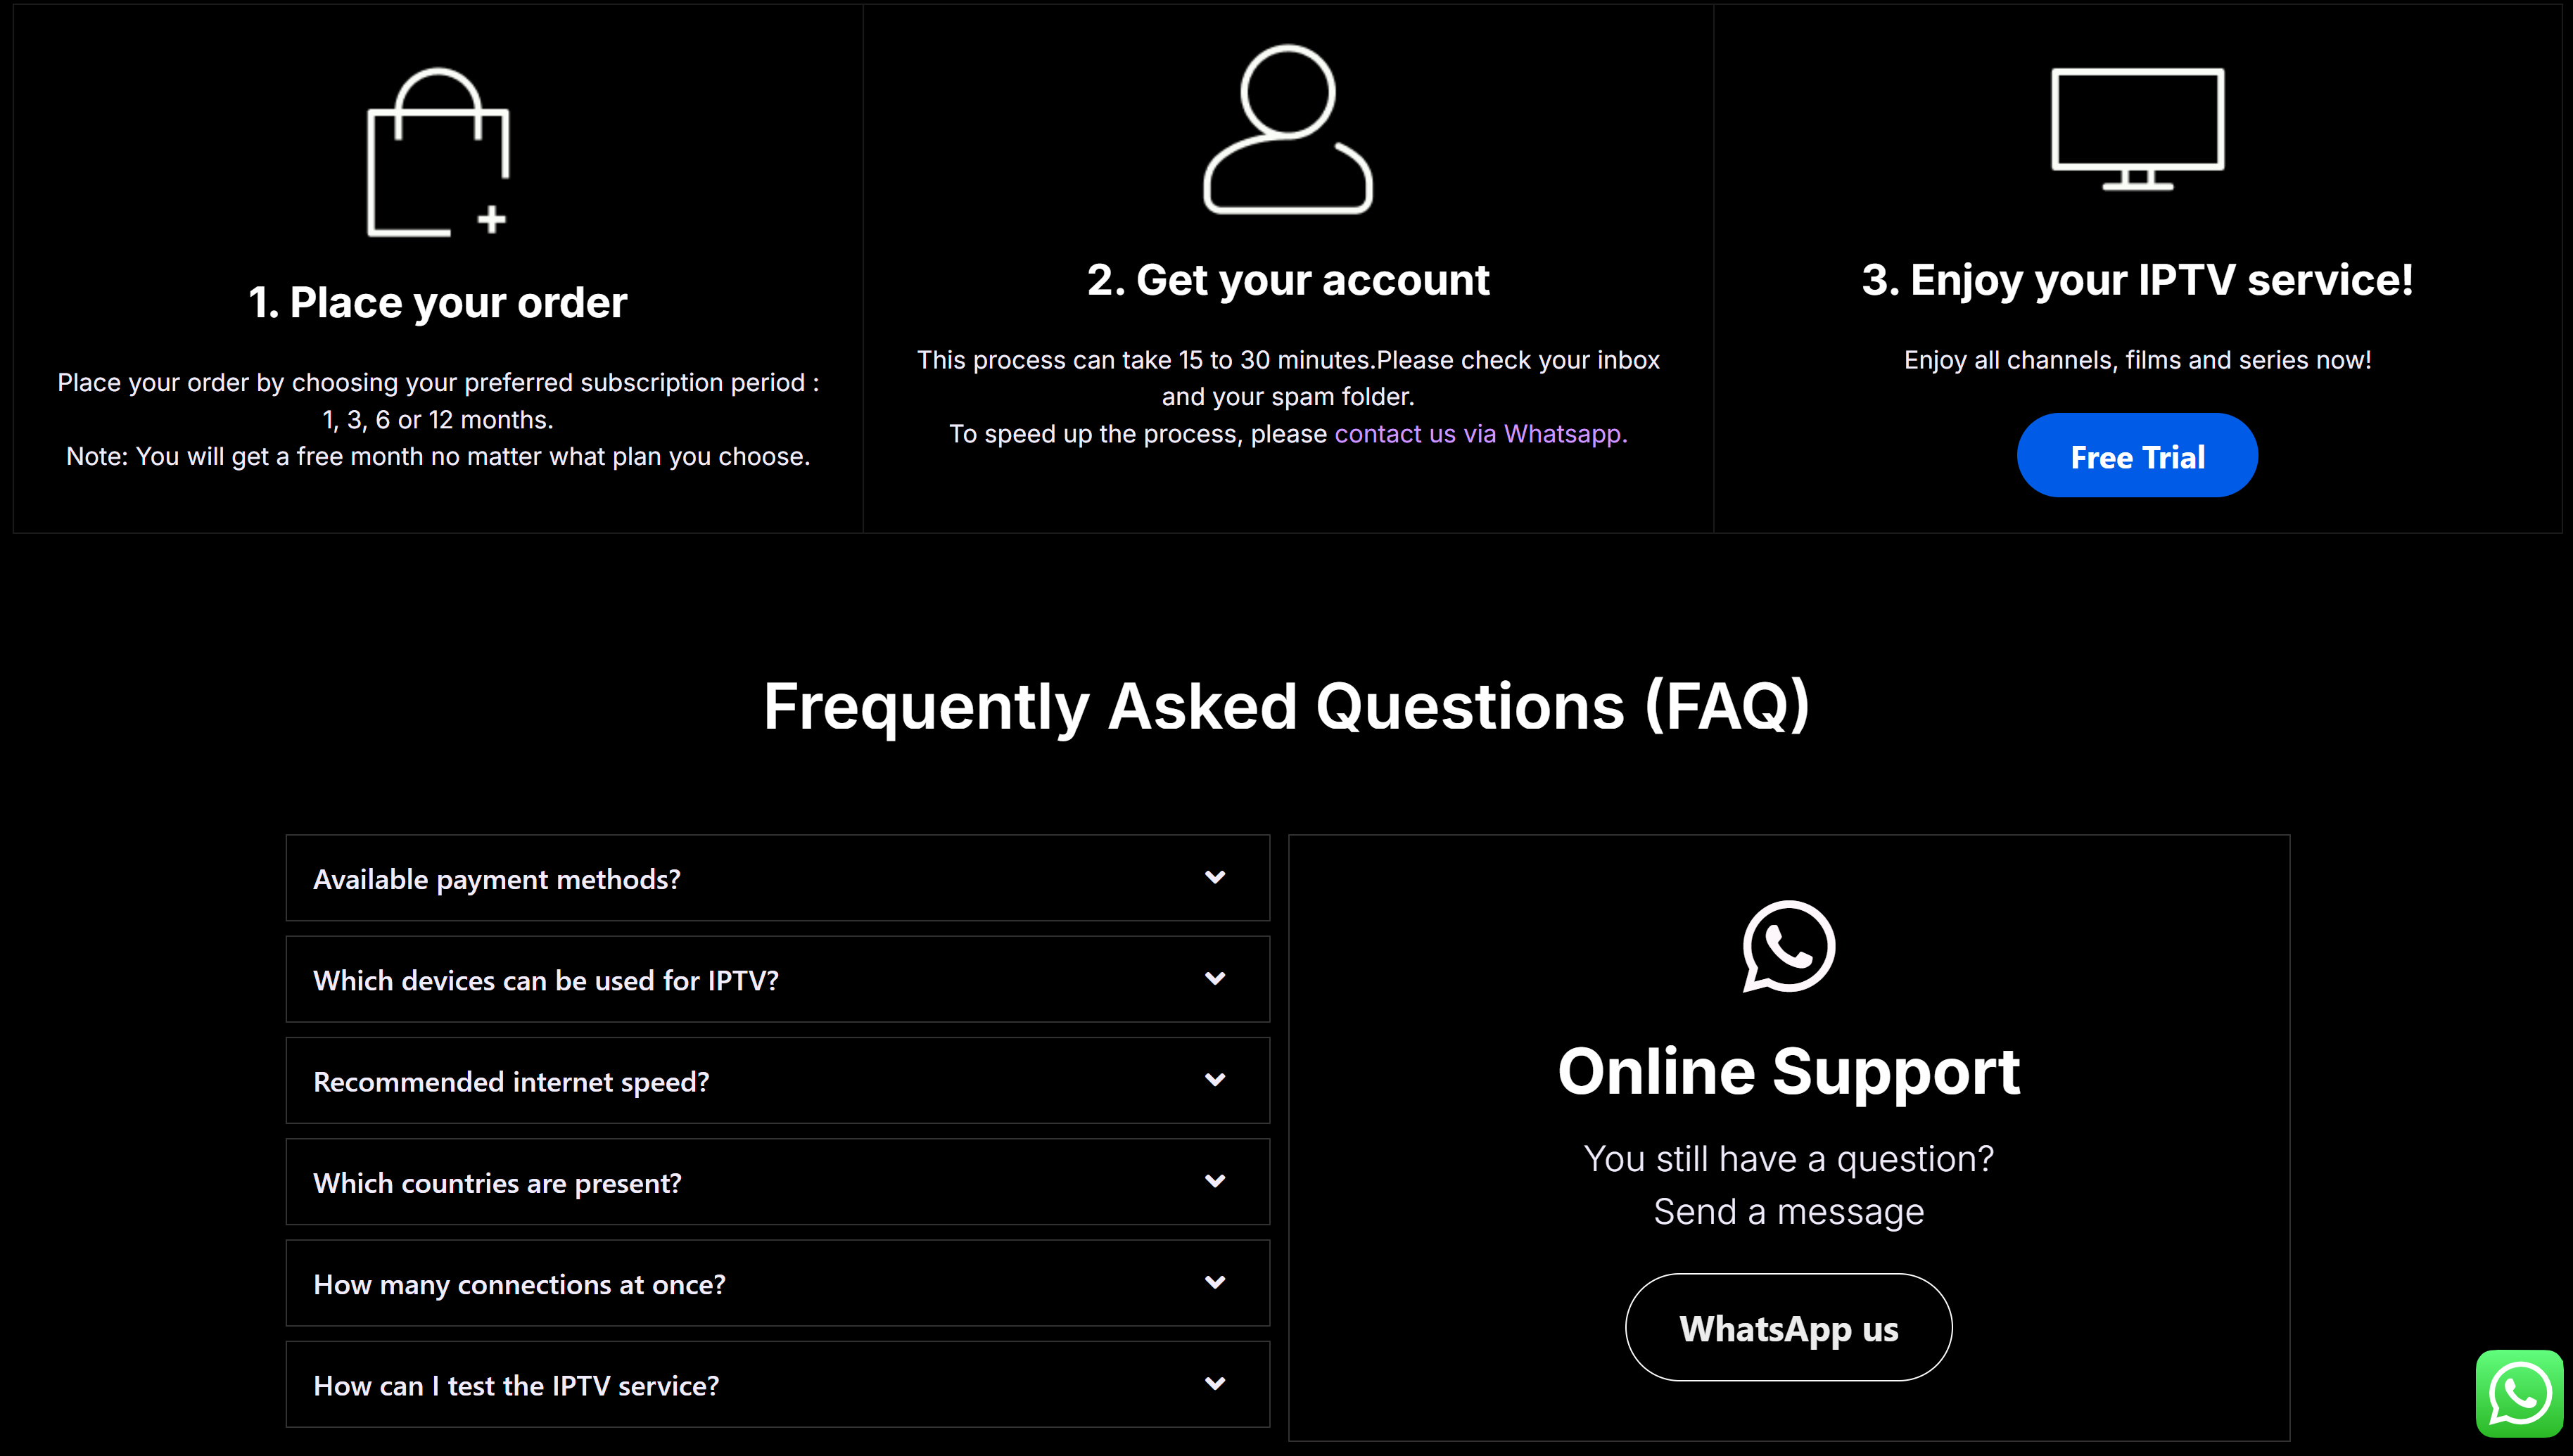 1. Place your order
Place your order by choosing your preferred subscription period :
1, 3, 6 or 12 months.
Note: You will get a free month no matter what plan you choose.
2. Get your account
This process can take 15 to 30 minutes.Please check your inbox
and your spam folder.
To speed up the process, please contact us via Whatsapp.
3. Enjoy your IPTV service!
Enjoy all channels, films and series now!
Free Trial
Frequently Asked Questions (FAQ)
Available payment methods?
Which devices can be used for IPTV?
Recommended internet speed?
Which countries are present?
How many connections at once?
How can I test the IPTV service?
Online Support
You still have a question?
Send a message
WhatsApp us